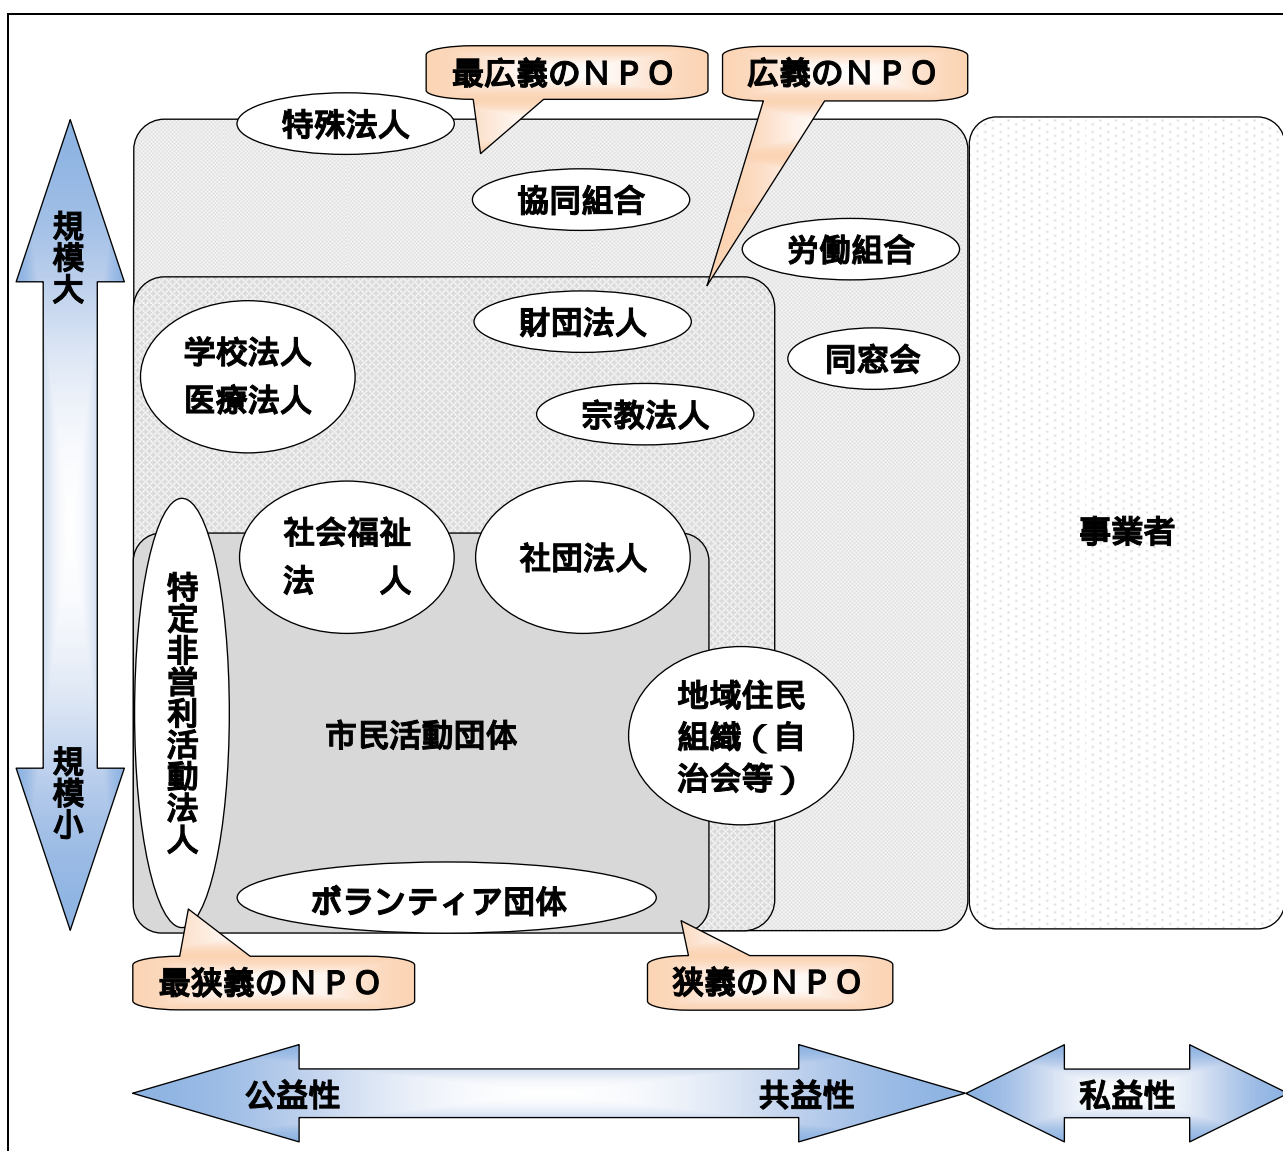 最広義のＮＰＯ
広義のＮＰＯ
特殊法人
協同組合
労働組合
規模大
財団法人
学校法人
医療法人
同窓会
宗教法人
社会福祉
法　　人
社団法人
事業者
特定非営利活動法人
地域住民
組織（自
治会等）
市民活動団体
規模小
ボランティア団体
最狭義のＮＰＯ
狭義のＮＰＯ
公益性
共益性
私益性